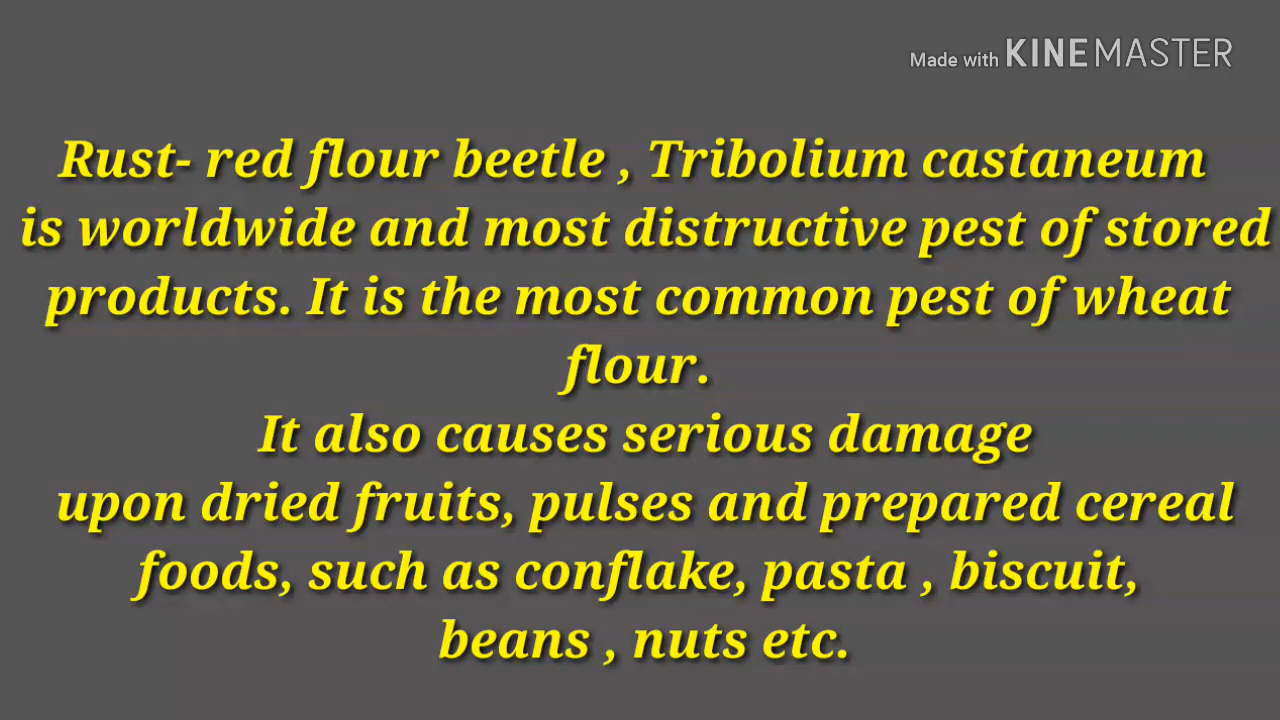 Made with KINEMASTER
Rust- red flour beetle , Tribolium castaneum
is worldwide and most distructive pest of stored
products. It is the most common pest of wheat
flour.
It also causes serious damage
upon dried fruits, pulses and prepared cereal
foods, such as conflake, pasta , biscuit,
beans , nuts etc.